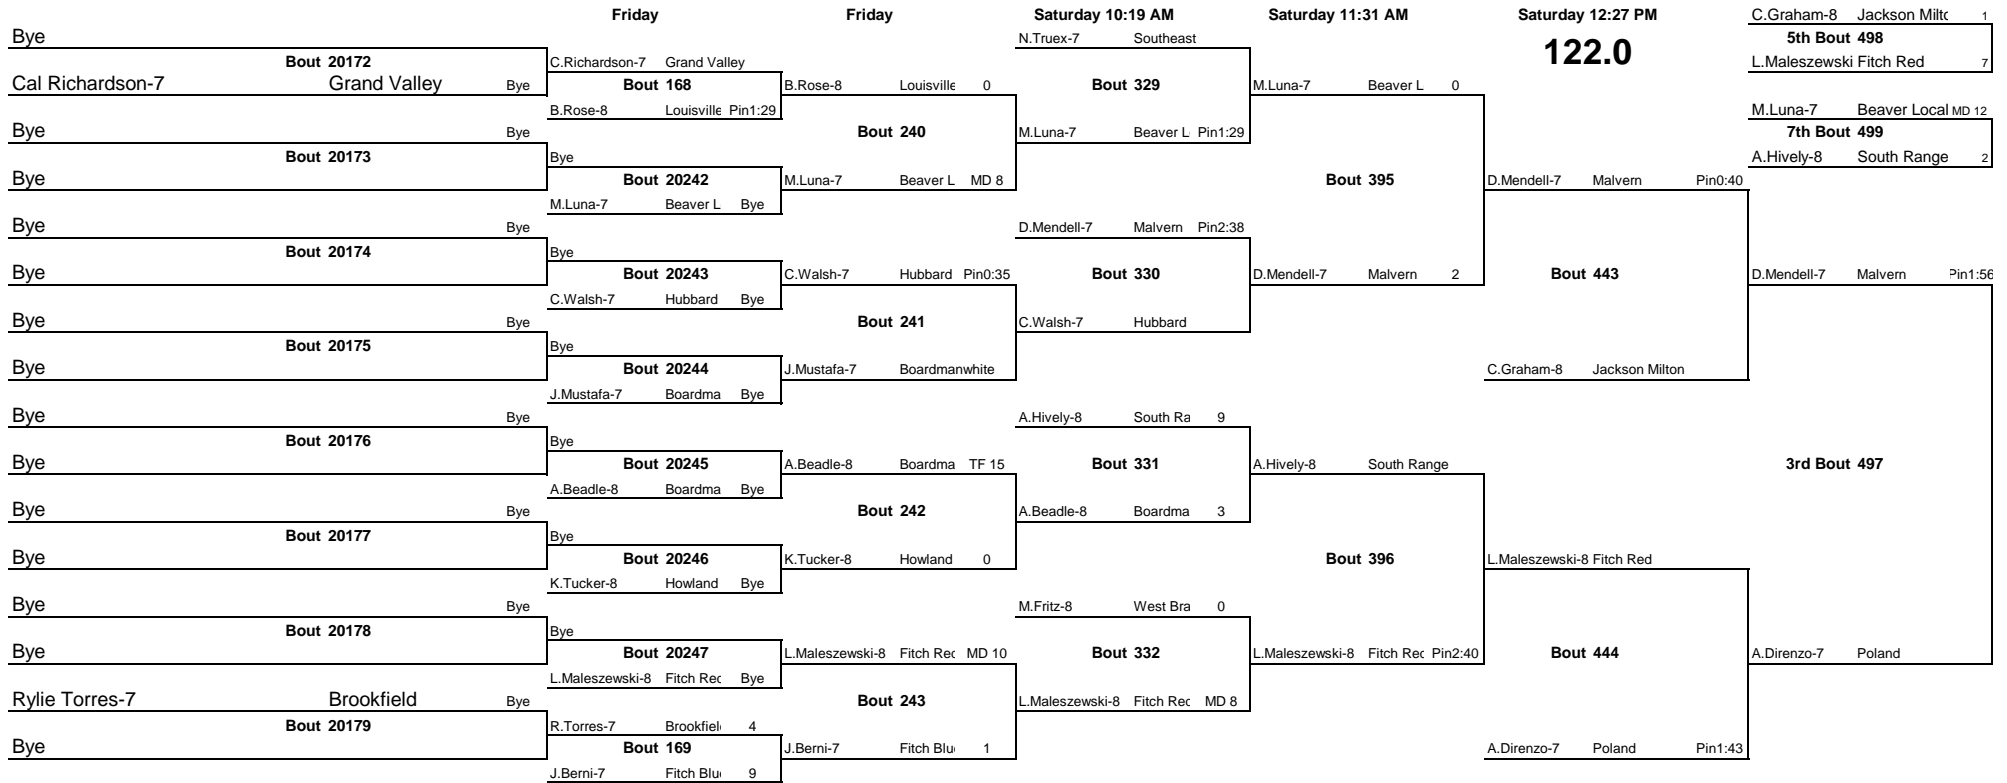 Friday Friday Saturday 10:19 AM Saturday 11:31 AM Saturday 12:27 PM
122.0
Bye
Bout 20172
Cal Richardson-7 Grand Valley Bye
Bye Bye
Bout 20173
Bye
Bye Bye
Bout 20174
Bye
Bye Bye
Bout 20175
Bye
Bye Bye
Bout 20176
Bye
Bye Bye
Bout 20177
Bye
Bye Bye
Bout 20178
Bye
Rylie Torres-7 Brookfield Bye
Bout 20179
Bye
C.Richardson-7 Grand Valley
Bout 168
B.Rose-8 Louisville Pin1:29
Bye
Bout 20242
M.Luna-7 Beaver L Bye
Bye
Bout 20243
C.Walsh-7 Hubbard Bye
Bye
Bout 20244
J.Mustafa-7 Boardma Bye
Bye
Bout 20245
A.Beadle-8 Boardma Bye
Bye
Bout 20246
K.Tucker-8 Howland Bye
Bye
Bout 20247
L.Maleszewski-8 Fitch Rec Bye
R.Torres-7 Brookfiel 4
Bout 169
J.Berni-7 Fitch Blu 9
B.Rose-8 Louisville 0
Bout 240
M.Luna-7 Beaver L MD 8
C.Walsh-7 Hubbard Pin0:35
Bout 241
J.Mustafa-7 Boardmanwhite
A.Beadle-8 Boardma TF 15
Bout 242
K.Tucker-8 Howland 0
L.Maleszewski-8 Fitch Rec MD 10
Bout 243
J.Berni-7 Fitch Blu 1
N.Truex-7 Southeast
Bout 329
M.Luna-7 Beaver L Pin1:29
D.Mendell-7 Malvern Pin2:38
Bout 330
C.Walsh-7 Hubbard
A.Hively-8 South Ra 9
Bout 331
A.Beadle-8 Boardma 3
M.Fritz-8 West Bra 0
Bout 332
L.Maleszewski-8 Fitch Rec MD 8
M.Luna-7 Beaver L 0
Bout 395
D.Mendell-7 Malvern 2
A.Hively-8 South Range
Bout 396
L.Maleszewski-8 Fitch Rec Pin2:40
D.Mendell-7 Malvern Pin0:40
Bout 443
C.Graham-8 Jackson Milton
L.Maleszewski-8 Fitch Red
Bout 444
A.Direnzo-7 Poland Pin1:43
C.Graham-8 Jackson Miltc 1
5th Bout 498
L.Maleszewski Fitch Red 7
M.Luna-7 Beaver Local MD 12
7th Bout 499
A.Hively-8 South Range 2
D.Mendell-7 Malvern Pin1:56
3rd Bout 497
A.Direnzo-7 Poland